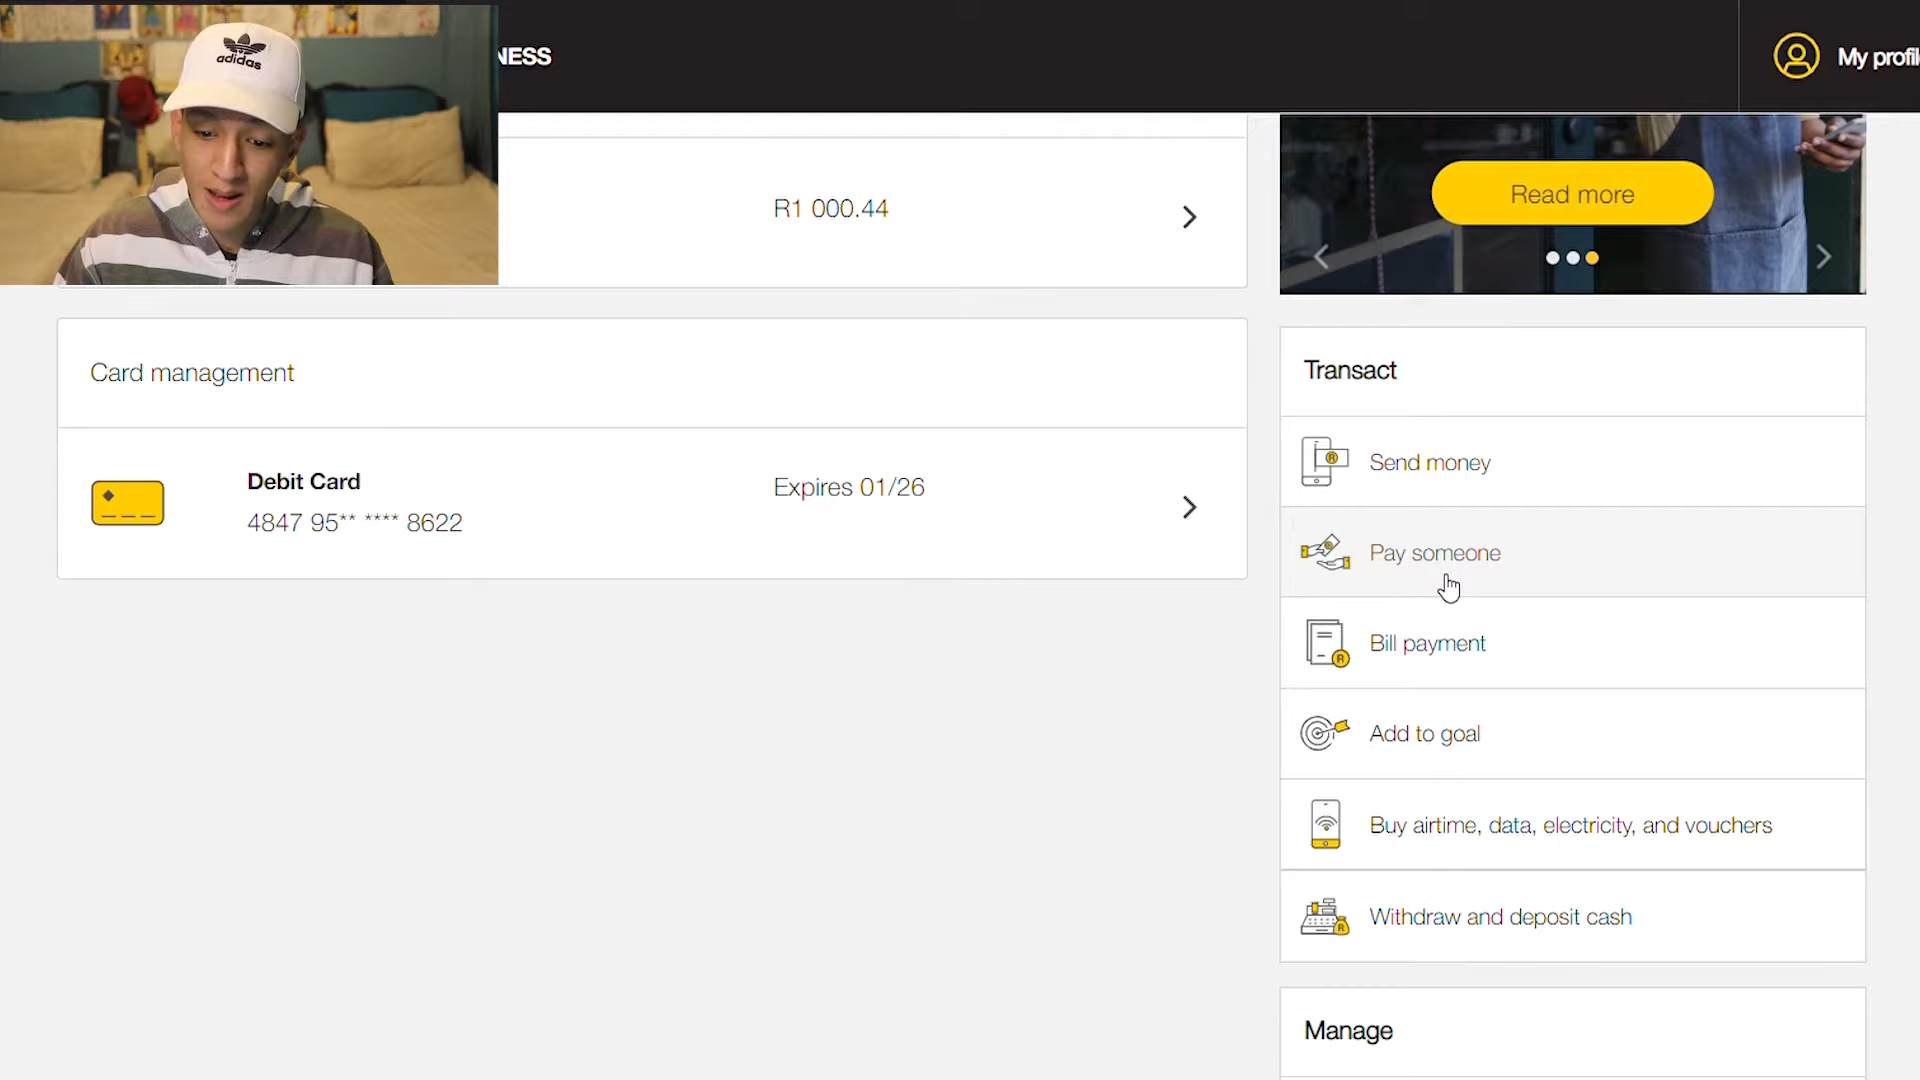 adidas
NESS
My profil
R1 000.44
Read more
Card management
Debit Card
4847 95** **** 8622
Expires 01/26
Transact
Send money
Pay someone
Bill payment
Add to goal
Buy airtime, data, electricity, and vouchers
Withdraw and deposit cash
Manage